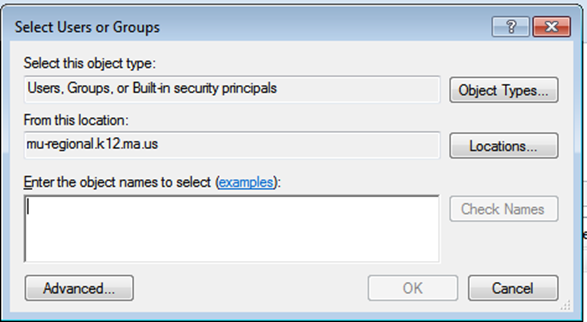 Select Users or Groups
?
Select this object type:
Users, Groups, or Built-in security principals
Object Types...
From this location:
mu-regional.k12.ma.us
Locations...
Enter the object names to select (examples):
Check Names
Advanced...
OK
Cancel